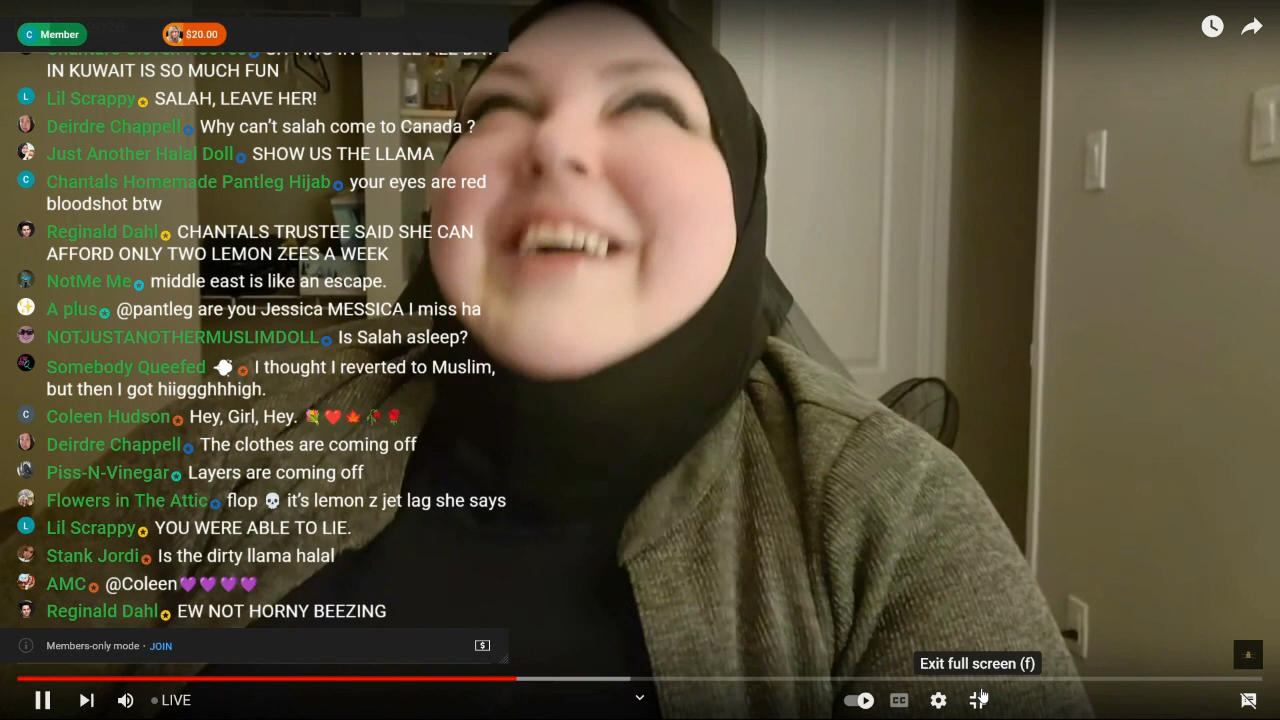 C Member
$20.00
IN KUWAIT IS SO MUCH FUN
L Lil Scrappy SALAH, LEAVE HER!
Deirdre Chappell Why can't salah come to Canada ?
Just Another Halal Doll SHOW US THE LLAMA
C Chantals Homemade Pantleg Hijab your eyes are red
bloodshot btw
Reginald Dahl CHANTALS TRUSTEE SAID SHE CAN
AFFORD ONLY TWO LEMON ZEES A WEEK
NotMe Me middle east is like an escape.
A plus @pantleg are you Jessica MESSICA I miss ha
NOTJUSTANOTHERMUSLIMDOLL Is Salah asleep?
Somebody Queefed I thought I reverted to Muslim,
but then I got hiiggghhhigh.
C Coleen Hudson Hey, Girl, Hey. 💐❤️🍁🥀🌹
Deirdre Chappell The clothes are coming off
Piss-N-Vinegar Layers are coming off
Flowers in The Attic flop 💀 it's lemon z jet lag she says
L Lil Scrappy YOU WERE ABLE TO LIE.
Stank Jordi Is the dirty llama halal
AMC @Coleen💜💜💜💜
Reginald Dahl EW NOT HORNY BEEZING
Members-only mode · JOIN
Exit full screen (f)
LIVE
CC